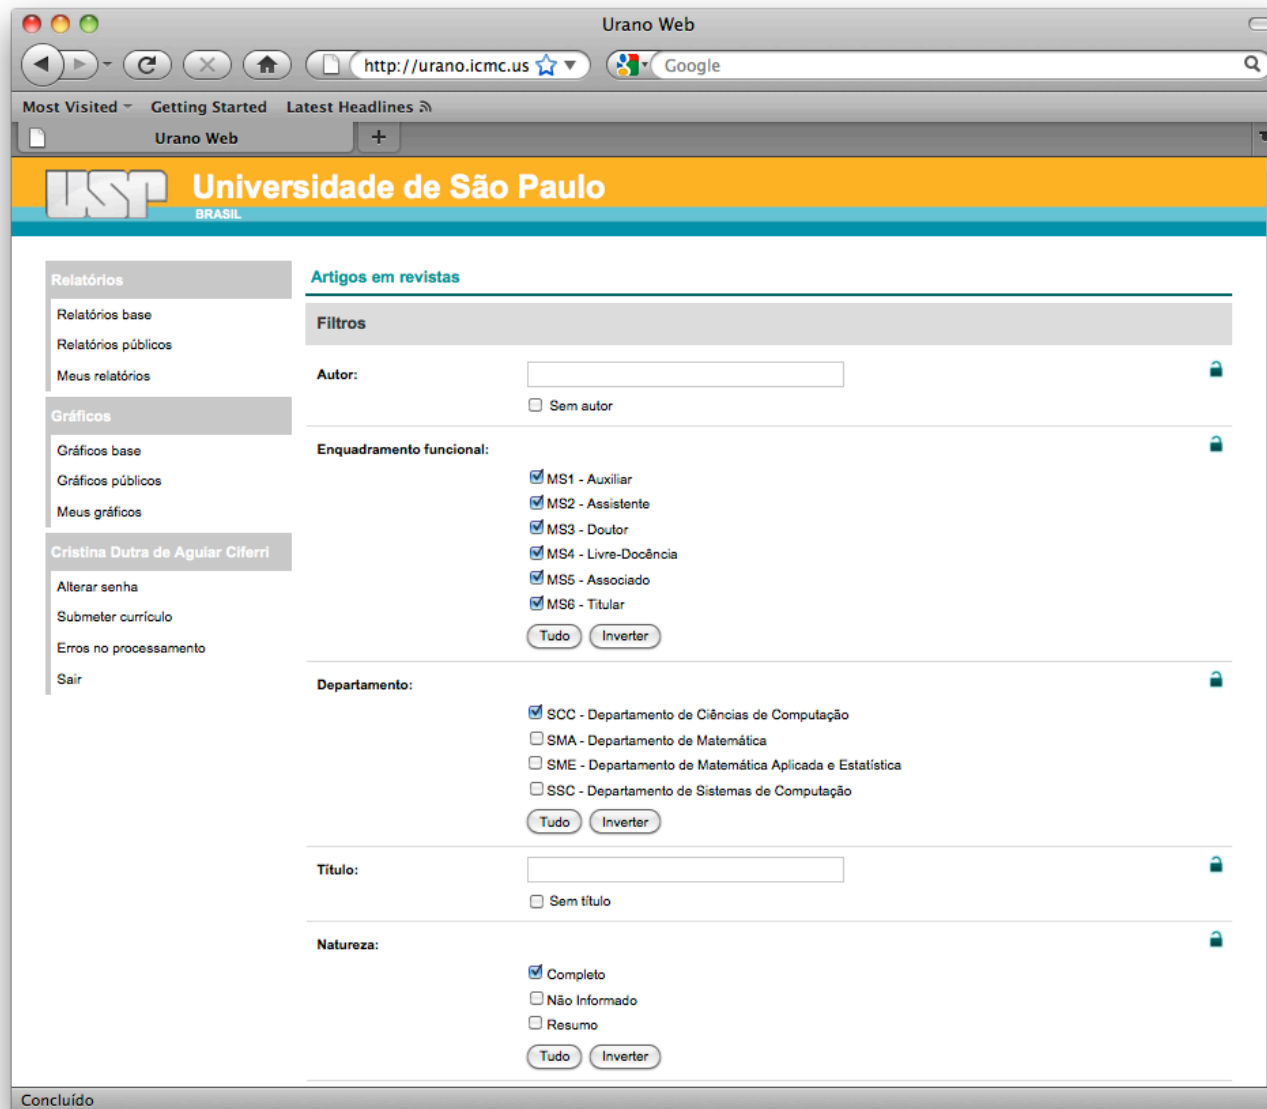 Urano Web
http://urano.icmc.us
Google
Most Visited Getting Started Latest Headlines
Urano Web
USP Universidade de São Paulo
BRASIL
Relatórios
Relatórios base
Relatórios públicos
Meus relatórios
Gráficos
Gráficos base
Gráficos públicos
Meus gráficos
Cristina Dutra de Aguiar Ciferri
Alterar senha
Submeter currículo
Erros no processamento
Sair
Artigos em revistas
Filtros
Autor:
Sem autor
Enquadramento funcional:
MS1 - Auxiliar
MS2 - Assistente
MS3 - Doutor
MS4 - Livre-Docência
MS5 - Associado
MS6 - Titular
Tudo Inverter
Departamento:
SCC - Departamento de Ciências de Computação
SMA - Departamento de Matemática
SME - Departamento de Matemática Aplicada e Estatística
SSC - Departamento de Sistemas de Computação
Tudo Inverter
Título:
Sem título
Natureza:
Completo
Não Informado
Resumo
Tudo Inverter
Concluído